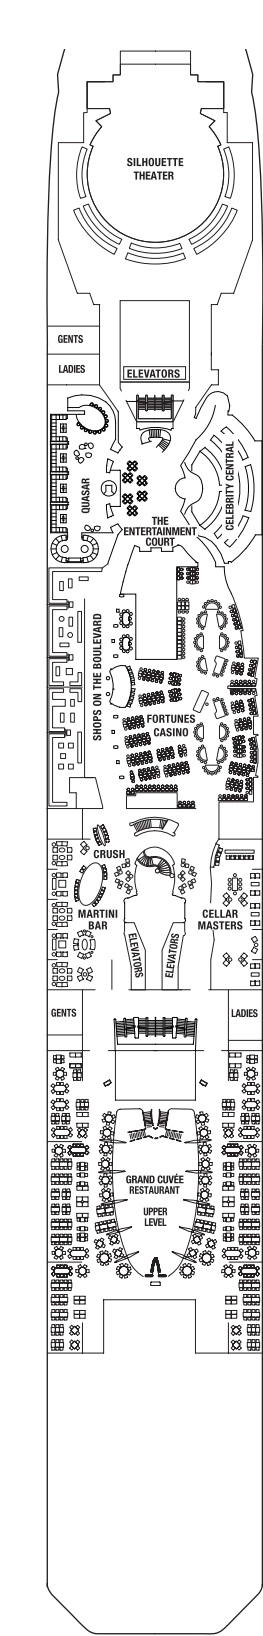 SILHOUETTE
THEATER
GENTS
LADIES
ELEVATORS
QUASAR
CELEBRITY CENTRAL
THE
ENTERTAINMENT
COURT
SHOPS ON THE BOULEVARD
FORTUNES
CASINO
CRUSH
MARTINI
BAR
CELLAR
MASTERS
ELEVATORS
ELEVATORS
GENTS
LADIES
GRAND CUVÉE
RESTAURANT
UPPER
LEVEL